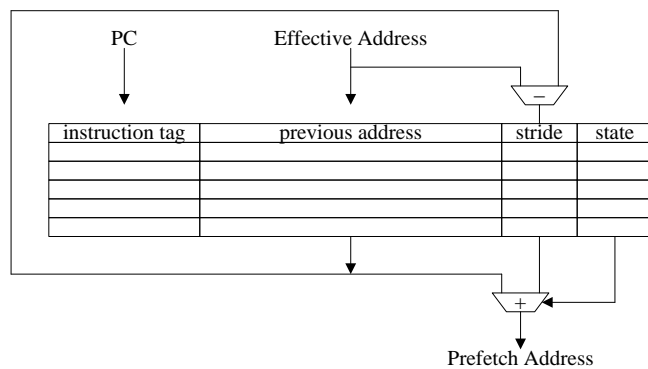 PC Effective Address
−
instruction tag previous address stride state
+
Prefetch Address